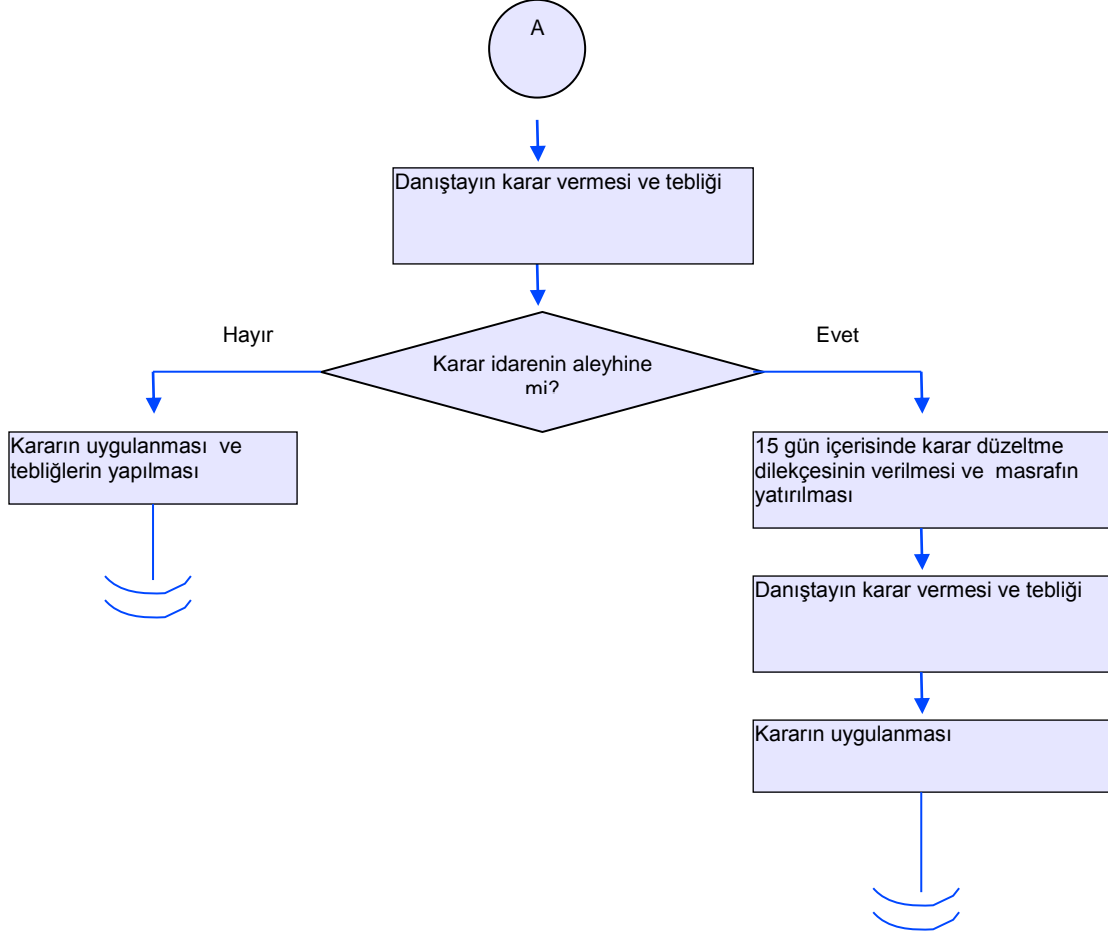 A
Danıştayın karar vermesi ve tebliği
Hayır
Evet
Karar idarenin aleyhine
mi?
Kararın uygulanması ve
tebliğlerin yapılması
15 gün içerisinde karar düzeltme
dilekçesinin verilmesi ve masrafın
yatırılması
Danıştayın karar vermesi ve tebliği
Kararın uygulanması